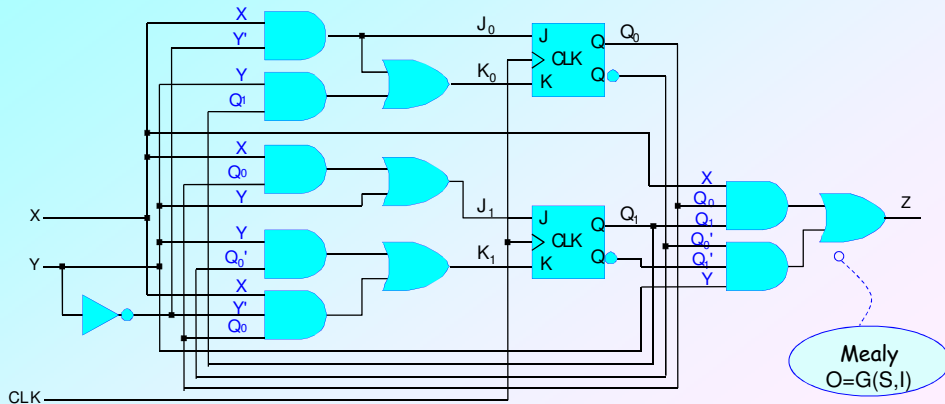 X
Y'
J0
J
Q
Q0
CLK
Y
K0
K
Q
Q1
X
Q0
X
Y
Q0
Z
X
J1
J
Q
Q1
Q1
Y
CLK
Q0'
Y
Q0'
K1
K
Q
Q1'
X
Y
Y'
Q0
Mealy
O=G(S,I)
CLK